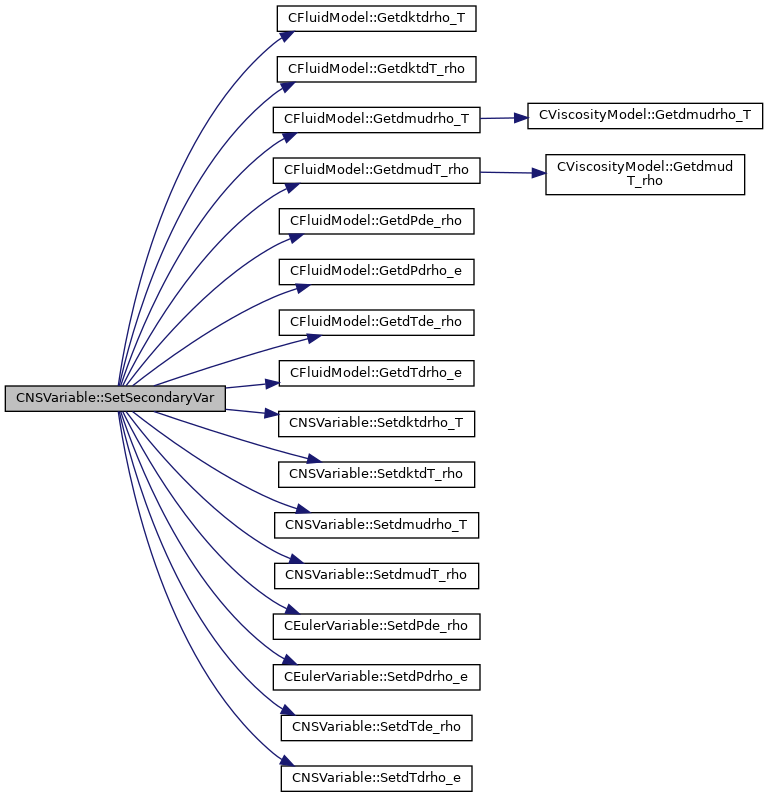 CFluidModel::Getdktdrho_T
CFluidModel::GetdktdT_rho
CFluidModel::Getdmudrho_T
CViscosityModel::Getdmudrho_T
CFluidModel::GetdmudT_rho
CViscosityModel::Getdmud
T_rho
CFluidModel::GetdPde_rho
CFluidModel::GetdPdrho_e
CFluidModel::GetdTde_rho
CFluidModel::GetdTdrho_e
CNSVariable::SetSecondaryVar
CNSVariable::Setdktdrho_T
CNSVariable::SetdktdT_rho
CNSVariable::Setdmudrho_T
CNSVariable::SetdmudT_rho
CEulerVariable::SetdPde_rho
CEulerVariable::SetdPdrho_e
CNSVariable::SetdTde_rho
CNSVariable::SetdTdrho_e